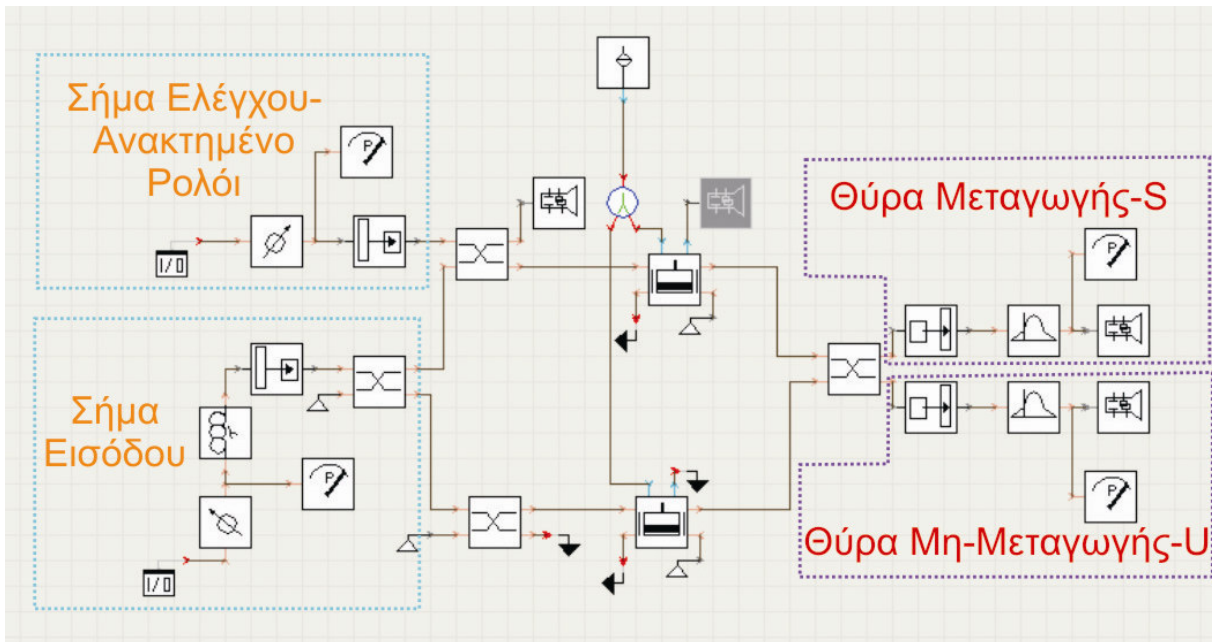 Σήμα Ελέγχου-
Ανακτημένο
Ρολόι
P
I/O
Θύρα Μεταγωγής-S
P
Σήμα
Εισόδου
P
I/O
P
Θύρα Μη-Μεταγωγής-U